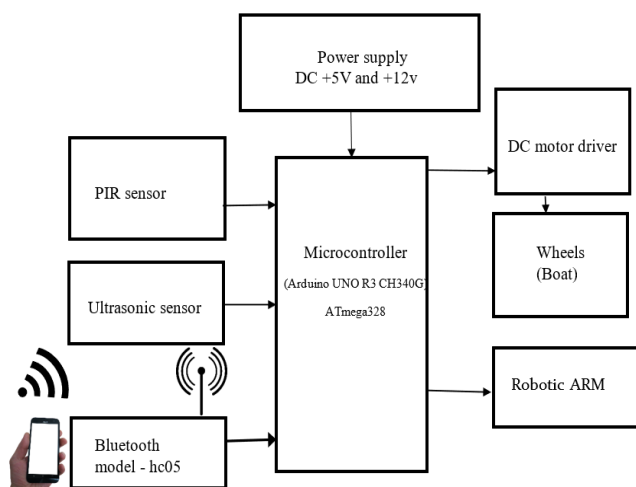 Power supply
DC +5V and +12v
DC motor driver
PIR sensor
Wheels
(Boat)
Microcontroller
(Arduino UNO R3 CH340G)
ATmega328
Ultrasonic sensor
Robotic ARM
Bluetooth
model - hc05